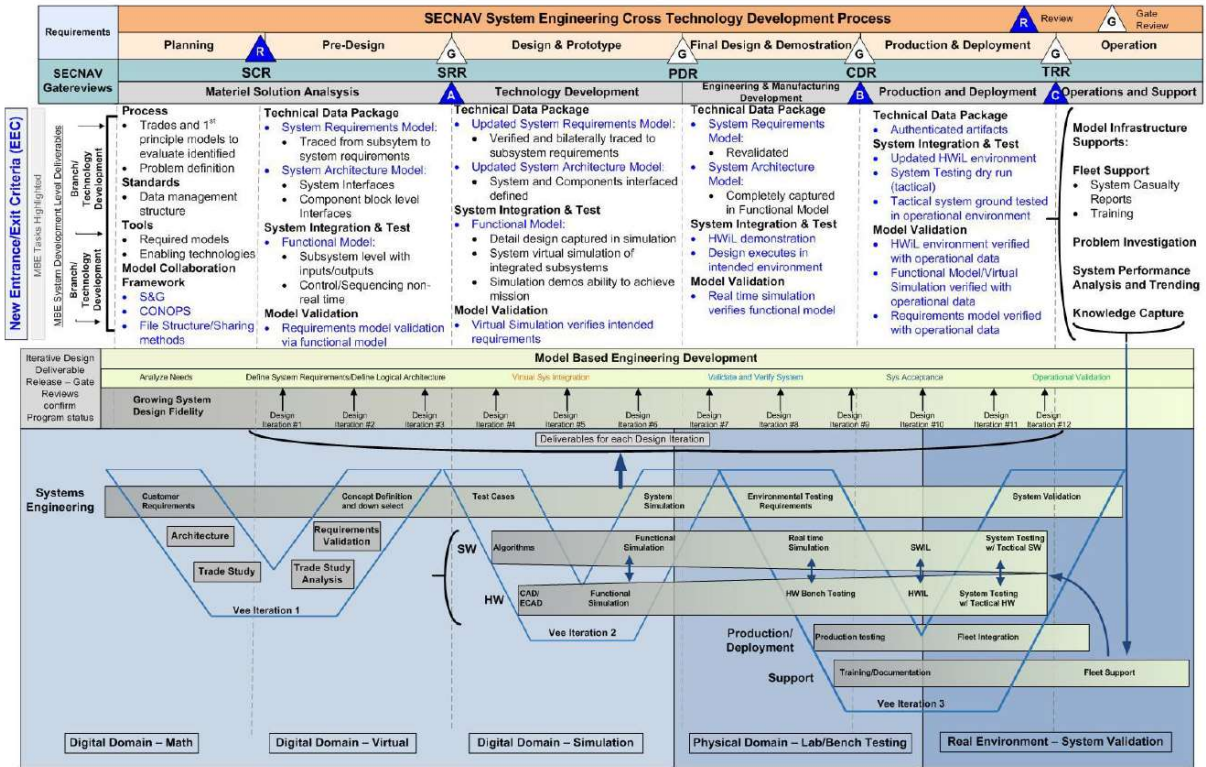 Requirements
SECNAV System Engineering Cross Technology Development Process
R
Review
G
Gate
Review
Planning
R
Pre-Design
G
Design & Prototype
G
Final Design & Demostration
G
Production & Deployment
G
Operation
SECNAV
Gatereviews
SCR
SRR
PDR
CDR
TRR
Materiel Solution Analsysis
A
Technology Development
Engineering & Manufacturing
Development
B
Production and Deployment
C
Operations and Support
New Entrance/Exit Criteria (EEC)
MBE Tasks Highlighted
MBE System Development Level Deliverables
Branch/
Technology
Development
Branch/
Technology
Development
Process
Trades and 1st
principle models to
evaluate identified
Problem definition
Standards
Data management
structure
Tools
Required models
Enabling technologies
Model Collaboration
Framework
S&G
CONOPS
File Structure/Sharing
methods
Technical Data Package
System Requirements Model:
Traced from subsytem to
system requirements
System Architecture Model:
System Interfaces
Component block level
Interfaces
System Integration & Test
Functional Model:
Subsystem level with
inputs/outputs
Control/Sequencing non-
real time
Model Validation
Requirements model validation
via functional model
Technical Data Package
Updated System Requirements Model:
Verified and bilaterally traced to
subsystem requirements
Updated System Architecture Model:
System and Components interfaced
defined
System Integration & Test
Functional Model:
Detail design captured in simulation
System virtual simulation of
integrated subsystems
Simulation demos ability to achieve
mission
Model Validation
Virtual Simulation verifies intended
requirements
Technical Data Package
System Requirements
Model:
Revalidated
System Architecture
Model:
Completely captured
in Functional Model
System Integration & Test
HWiL demonstration
Design executes in
intended environment
Model Validation
Real time simulation
verifies functional model
Technical Data Package
Authenticated artifacts
System Integration & Test
Updated HWiL environment
System Testing dry run
(tactical)
Tactical system ground tested
in operational environment
Model Validation
HWiL environment verified
with operational data
Functional Model/Virtual
Simulation verified with
operational data
Requirements model verified
with operational data
Model Infrastructure
Supports:
Fleet Support
System Casualty
Reports
Training
Problem Investigation
System Performance
Analysis and Trending
Knowledge Capture
Iterative Design
Deliverable
Release – Gate
Reviews
confirm
Program status
Model Based Engineering Development
Analyze Needs
Define System Requirements/Define Logical Architecture
Virtual Sys Integration
Validate and Verify System
Sys Acceptance
Operational Validation
Growing System
Design Fidelity
Design
Iteration #1
Design
Iteration #2
Design
Iteration #3
Design
Iteration #4
Design
Iteration #5
Design
Iteration #6
Design
Iteration #7
Design
Iteration #8
Design
Iteration #9
Design
Iteration #10
Design
Iteration #11
Design
Iteration #12
Deliverables for each Design Iteration
Systems
Engineering
Customer
Requirements
Concept Definition
and down select
Test Cases
System
Simulation
Environmental Testing
Requirements
System Validation
Architecture
Requirements
Validation
Trade Study
Trade Study
Analysis
Vee Iteration 1
SW
Algorithms
Functional
Simulation
Real time
Simulation
SWIL
System Testing
w/ Tactical SW
HW
CAD/
ECAD
Functional
Simulation
HW Bench Testing
HWIL
System Testing
w/ Tactical HW
Vee Iteration 2
Production/
Deployment
Production testing
Fleet Integration
Support
Training/Documentation
Fleet Support
Vee Iteration 3
Digital Domain – Math
Digital Domain – Virtual
Digital Domain – Simulation
Physical Domain – Lab/Bench Testing
Real Environment – System Validation